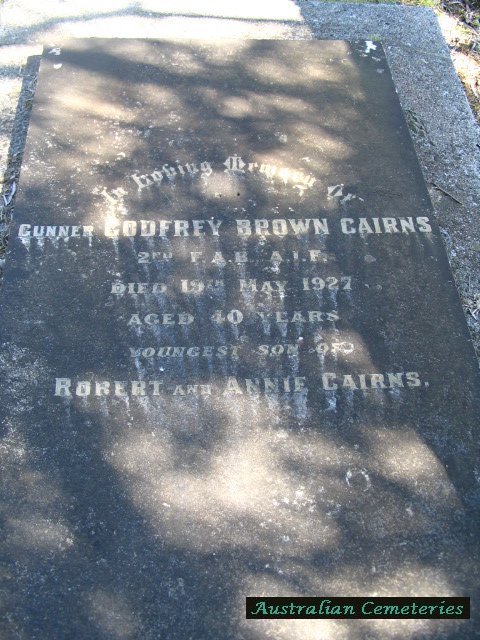 In Loving Memory Of
GUNNER GODFREY BROWN CAIRNS
2ND F.A.B. A.I.F.
DIED 19TH MAY 1927
AGED 40 YEARS
YOUNGEST SON OF
ROBERT AND ANNIE CAIRNS.
Australian Cemeteries